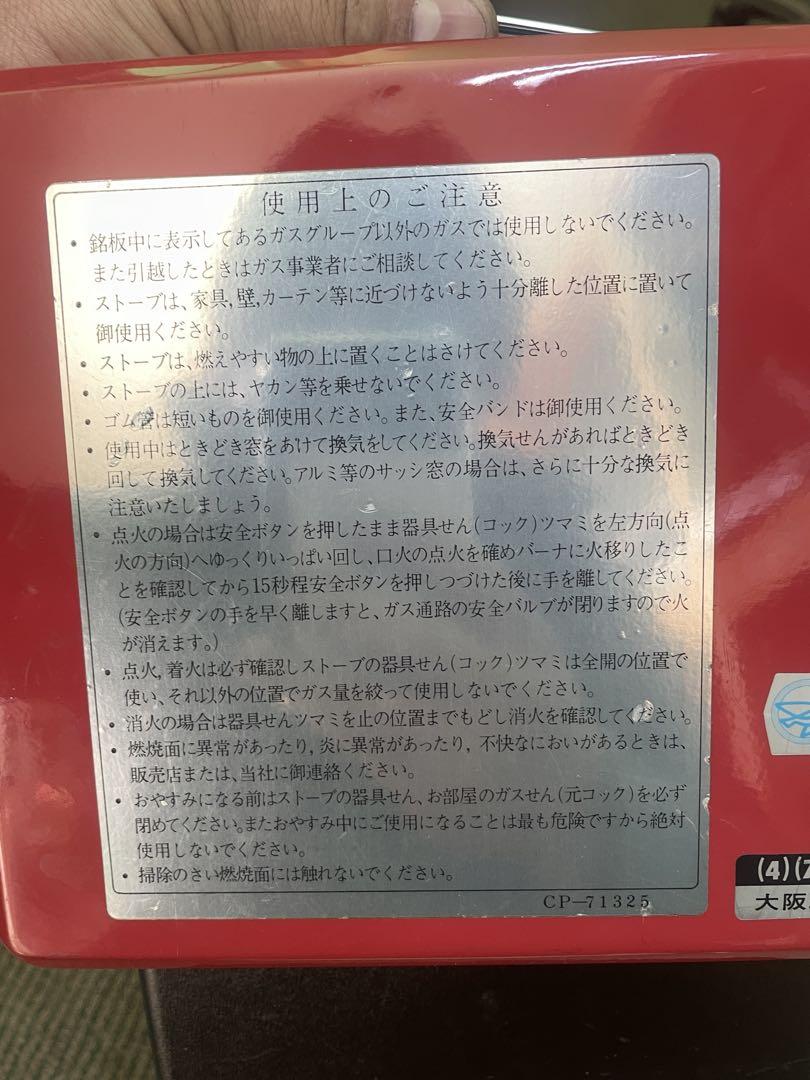 使用上のご注意
・銘板中に表示してあるガスグループ以外のガスでは使用しないでください。
また引越したときはガス事業者にご相談してください。
・ストーブは、家具,壁,カーテン等に近づけないよう十分離した位置に置いて
御使用ください。
・ストーブは、燃えやすい物の上に置くことはさけてください。
・ストーブの上には、ヤカン等を乗せないでください。
・ゴム管は短いものを御使用ください。また、安全バンドは御使用ください。
・使用中はときどき窓をあけて換気をしてください。換気せんがあればときどき
回して換気してください。アルミ等のサッシ窓の場合は、さらに十分な換気に
注意いたしましょう。
・点火の場合は安全ボタンを押したまま器具せん(コック)ツマミを左方向(点
火の方向)へゆっくりいっぱい回し、口火の点火を確めバーナに火移りしたこ
とを確認してから15秒程安全ボタンを押しつづけた後に手を離してください。
(安全ボタンの手を早く離しますと、ガス通路の安全バルブが閉りますので火
が消えます。)
・点火,着火は必ず確認しストーブの器具せん(コック)ツマミは全開の位置で
使い、それ以外の位置でガス量を絞って使用しないでください。
・消火の場合は器具せんツマミを止の位置までもどし消火を確認してください。
・燃焼面に異常があったり,炎に異常があったり,不快なにおいがあるときは、
販売店または、当社に御連絡ください。
・おやすみになる前はストーブの器具せん、お部屋のガスせん(元コック)を必ず
閉めてください。またおやすみ中にご使用になることは最も危険ですから絶対
使用しないでください。
・掃除のさい燃焼面には触れないでください。
CP-71325
(4)
大阪